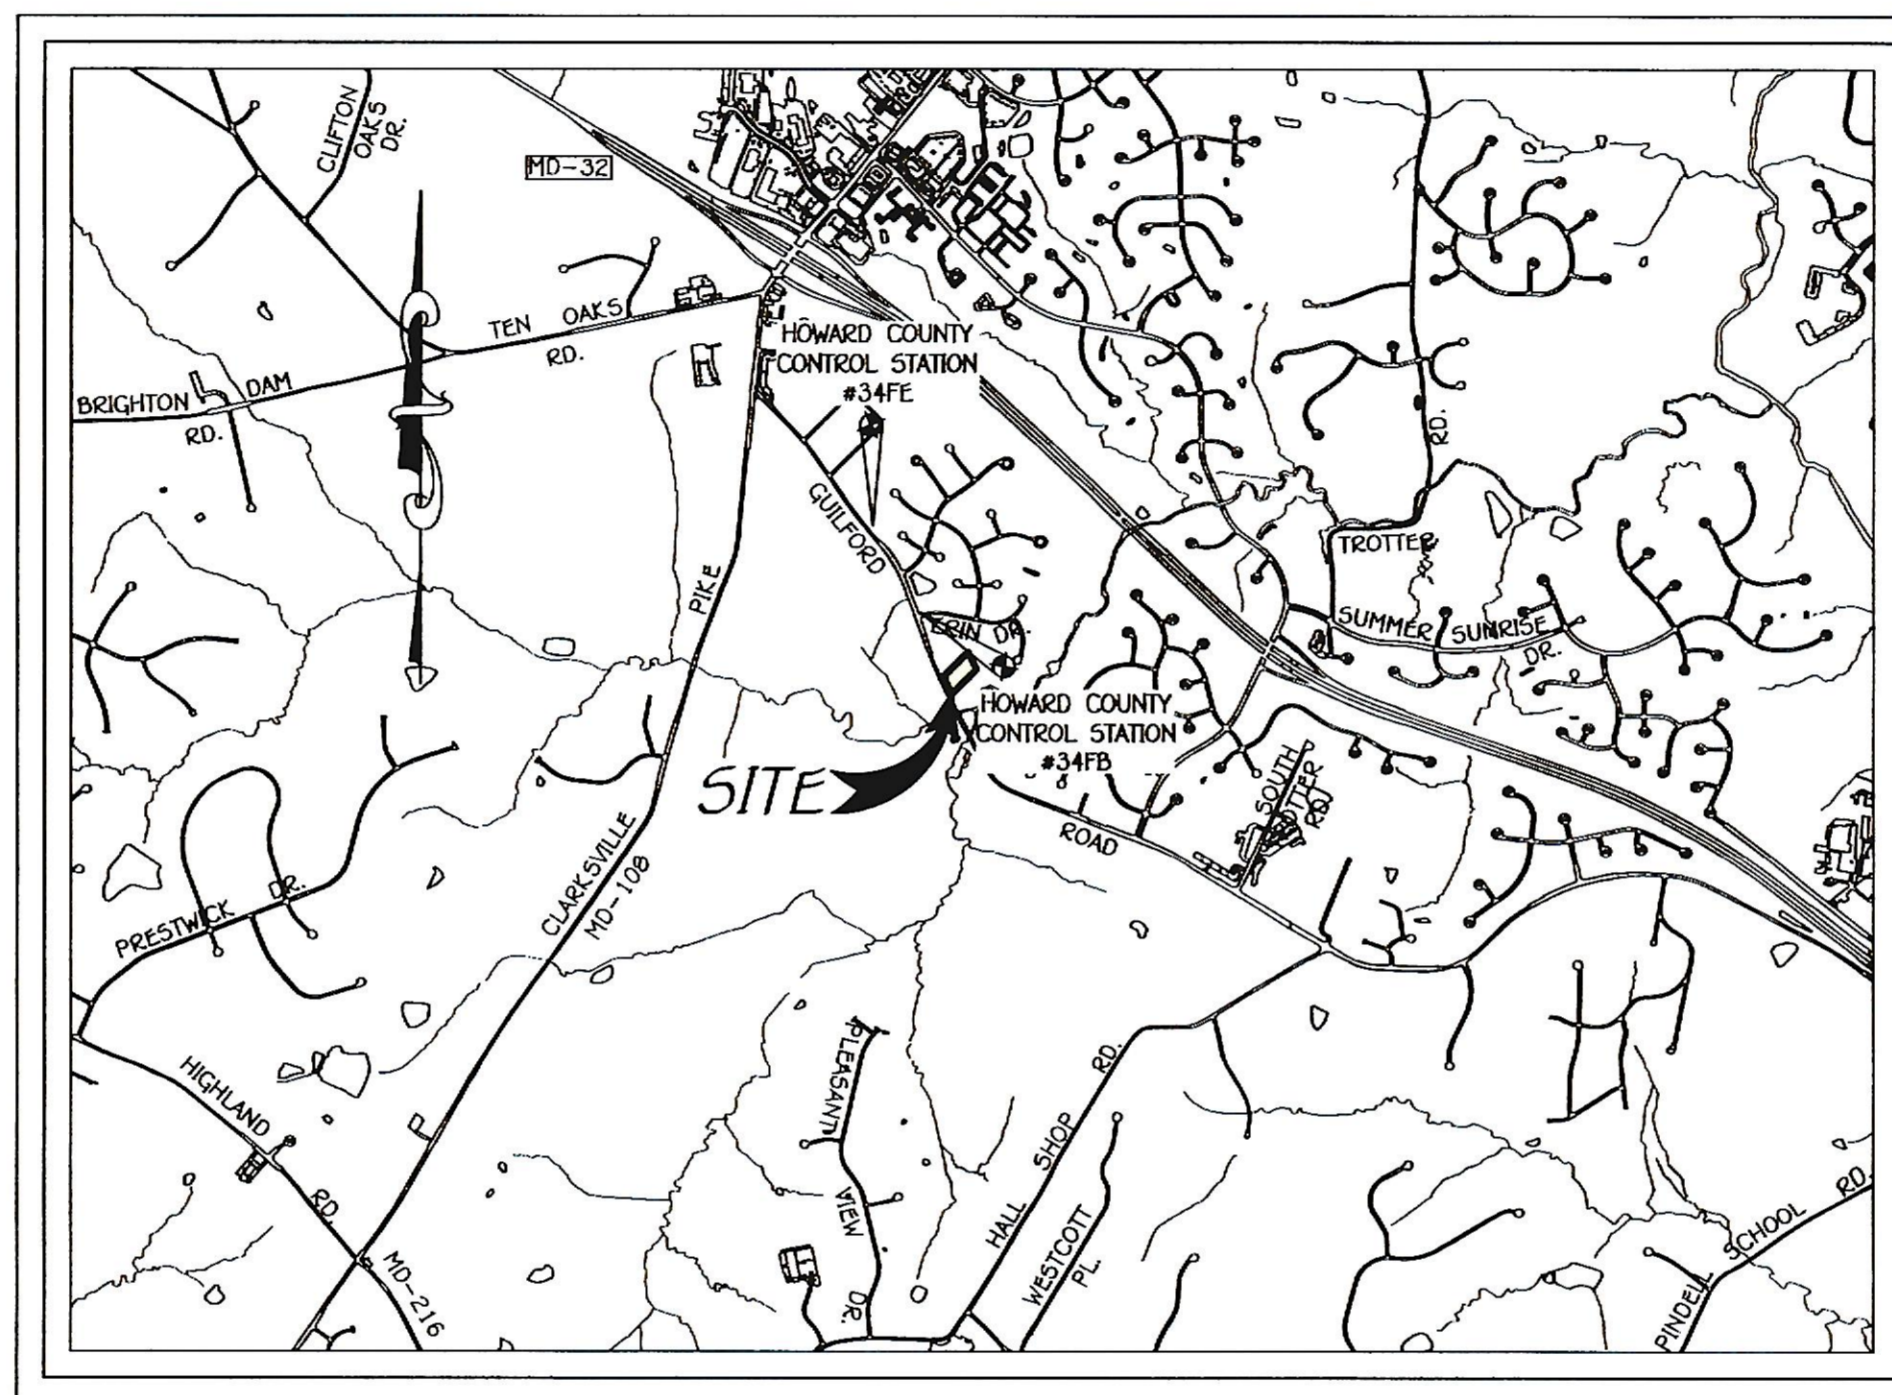 CLIFTON
OAKS
DR.
MD-32
TEN OAKS
RD.
HOWARD COUNTY
CONTROL STATION
#34FE
BRIGHTON DAM
RD.
RD.
GUILFORD
TROTTER
PIKE
ERIN DR.
SUMMER SUNRISE
DR.
HOWARD COUNTY
CONTROL STATION
#34FB
SITE
SOUTH
RD.
ROAD
CLARKSVILLE
MD-108
PRESTWICK DR.
PLEASANT
VIEW
DR.
HIGHLAND
RD.
MD-216
HALL SHOP RD.
WESTCOTT
PL.
PINDELL SCHOOL RD.